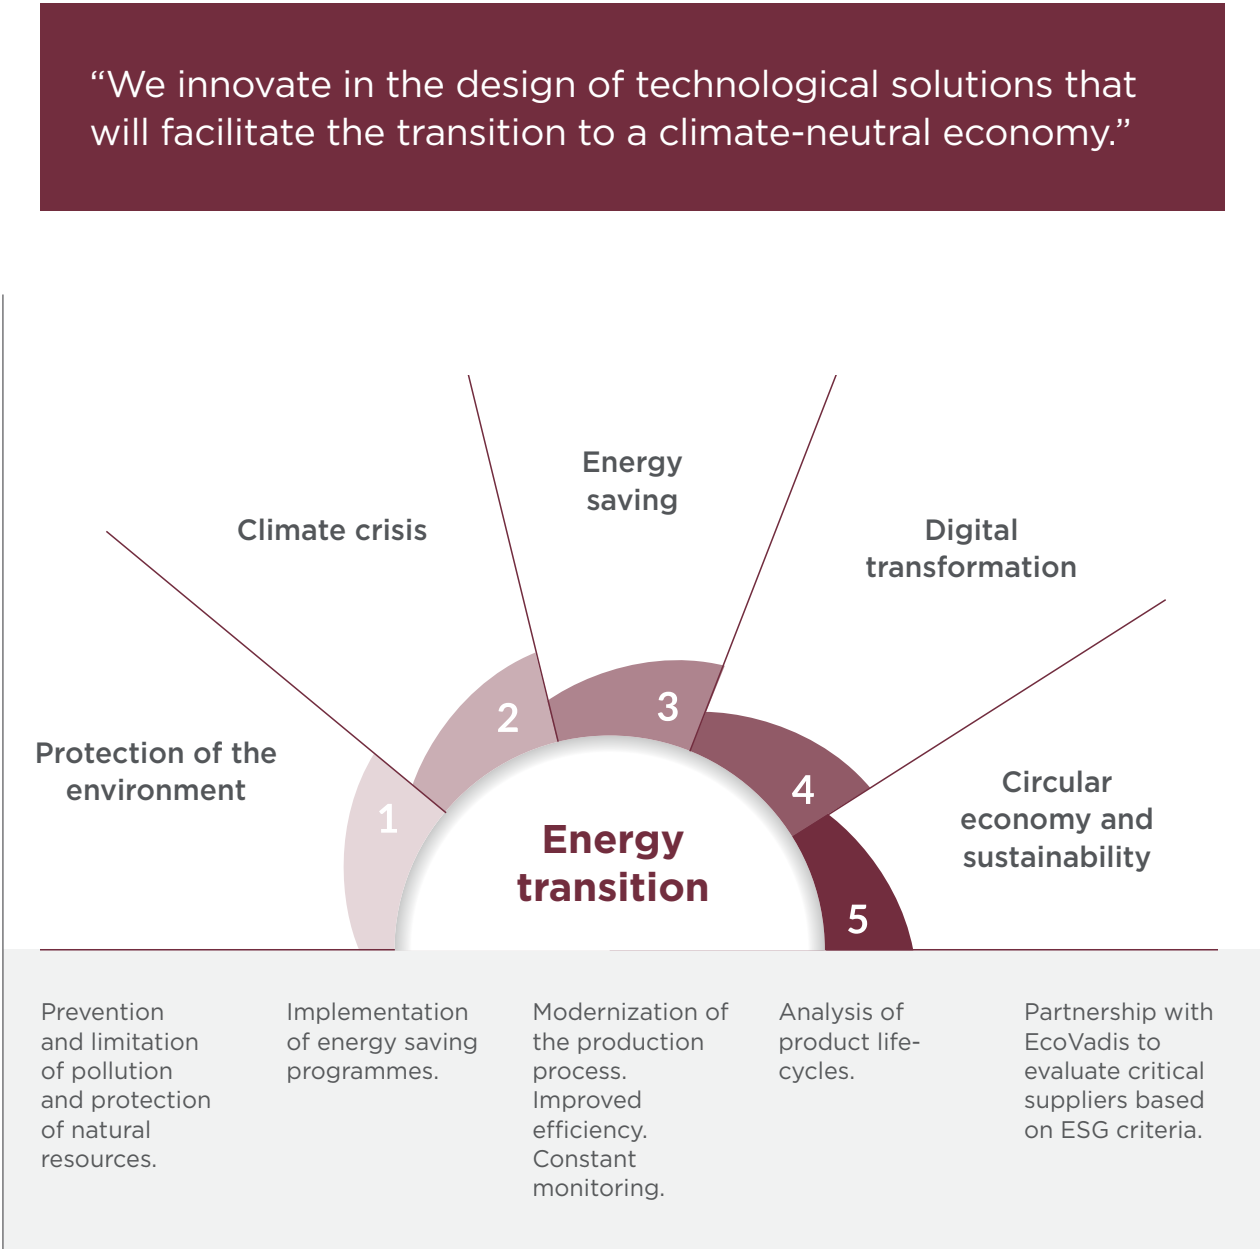 “We innovate in the design of technological solutions that
will facilitate the transition to a climate-neutral economy.”
Protection of the
environment
Climate crisis
Energy
saving
Digital
transformation
Circular
economy and
sustainability
1
2
3
4
5
Energy
transition
Prevention
and limitation
of pollution
and protection
of natural
resources.
Implementation
of energy saving
programmes.
Modernization of
the production
process.
Improved
efficiency.
Constant
monitoring.
Analysis of
product life-
cycles.
Partnership with
EcoVadis to
evaluate critical
suppliers based
on ESG criteria.